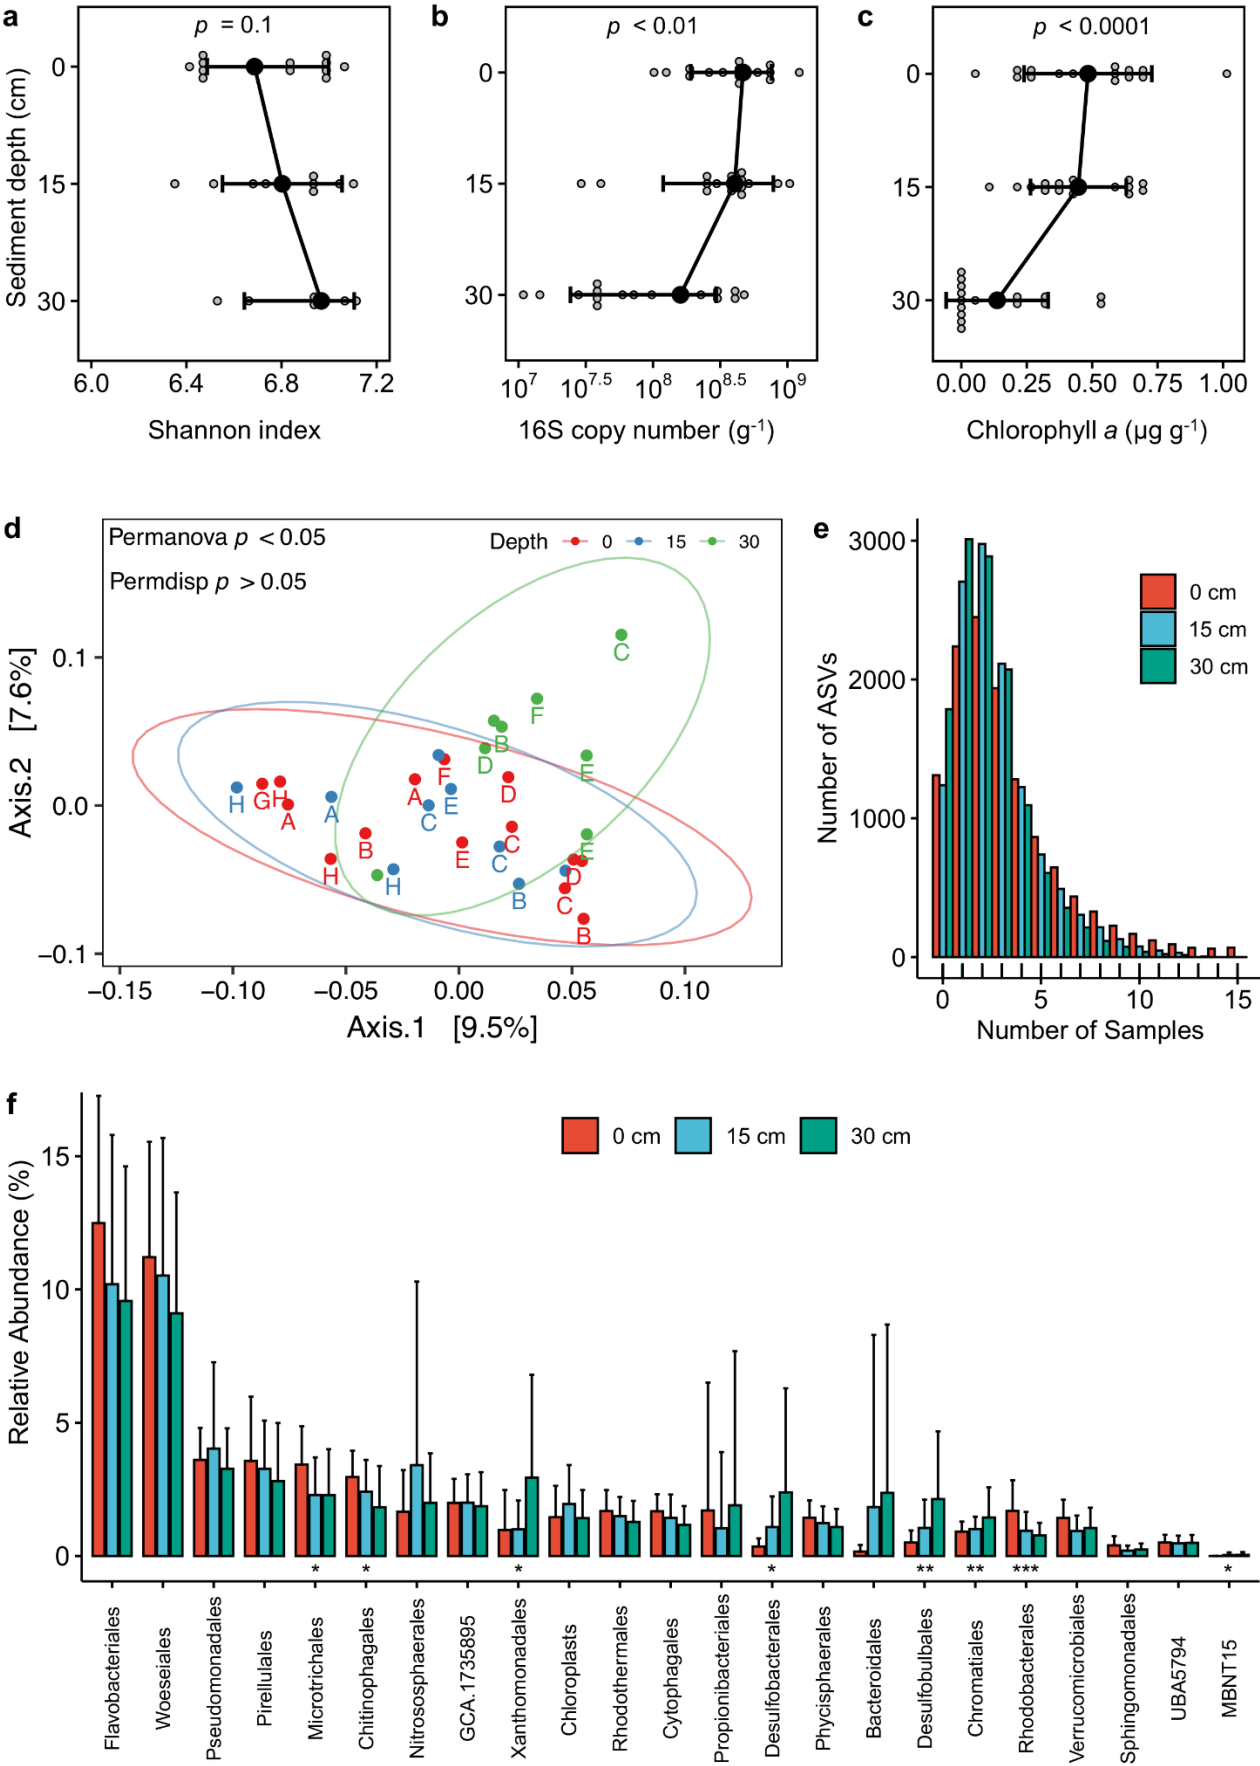 a
p = 0.1
Sediment depth (cm)
0
15
30
6.0 6.4 6.8 7.2
Shannon index
b
p < 0.01
0
15
30
10^7 10^7.5 10^8 10^8.5 10^9
16S copy number (g-1)
c
p < 0.0001
0
15
30
0.00 0.25 0.50 0.75 1.00
Chlorophyll a (µg g-1)
d
Permanova p < 0.05
Permdisp p > 0.05
Depth 0 15 30
Axis.2 [7.6%]
0.1
0.0
−0.1
C
F
B
D
E
F
H
G H
A
A
A
E
C
D
B
E
C
C
E
H
H
D
B
C
B
−0.15 −0.10 −0.05 0.00 0.05 0.10
Axis.1 [9.5%]
e
Number of ASVs
3000
2000
1000
0
0 cm
15 cm
30 cm
0 5 10 15
Number of Samples
f
0 cm 15 cm 30 cm
Relative Abundance (%)
15
10
5
0
* * * * ** ** *** *
Flavobacteriales
Woeseiales
Pseudomonadales
Pirellulales
Microtrichales
Chitinophagales
Nitrososphaerales
GCA.1735895
Xanthomonadales
Chloroplasts
Rhodothermales
Cytophagales
Propionibacteriales
Desulfobacterales
Phycisphaerales
Bacteroidales
Desulfobulbales
Chromatiales
Rhodobacterales
Verrucomicrobiales
Sphingomonadales
UBA5794
MBNT15